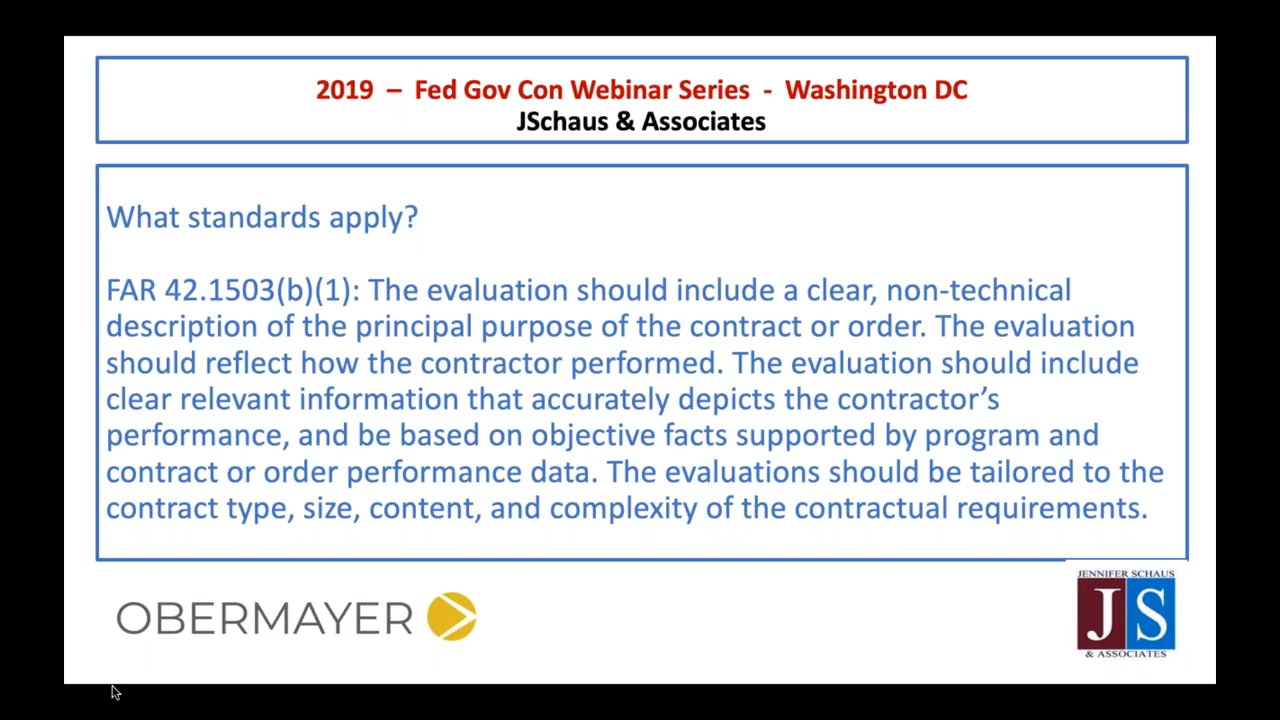 2019 – Fed Gov Con Webinar Series - Washington DC
JSchaus & Associates
What standards apply?
FAR 42.1503(b)(1): The evaluation should include a clear, non-technical
description of the principal purpose of the contract or order. The evaluation
should reflect how the contractor performed. The evaluation should include
clear relevant information that accurately depicts the contractor’s
performance, and be based on objective facts supported by program and
contract or order performance data. The evaluations should be tailored to the
contract type, size, content, and complexity of the contractual requirements.
OBERMAYER
JENNIFER SCHAUS
JS
& ASSOCIATES